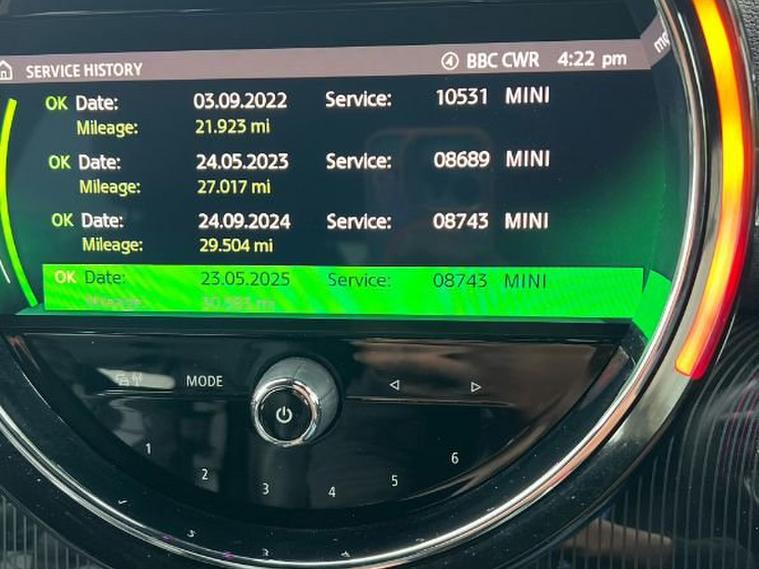 SERVICE HISTORY BBC CWR 4:22 pm
OK Date: 03.09.2022 Service: 10531 MINI
Mileage: 21.923 mi
OK Date: 24.05.2023 Service: 08689 MINI
Mileage: 27.017 mi
OK Date: 24.09.2024 Service: 08743 MINI
Mileage: 29.504 mi
OK Date: 23.05.2025 Service: 08743 MINI
Mileage: mi
MODE
1 2 3 4 5 6